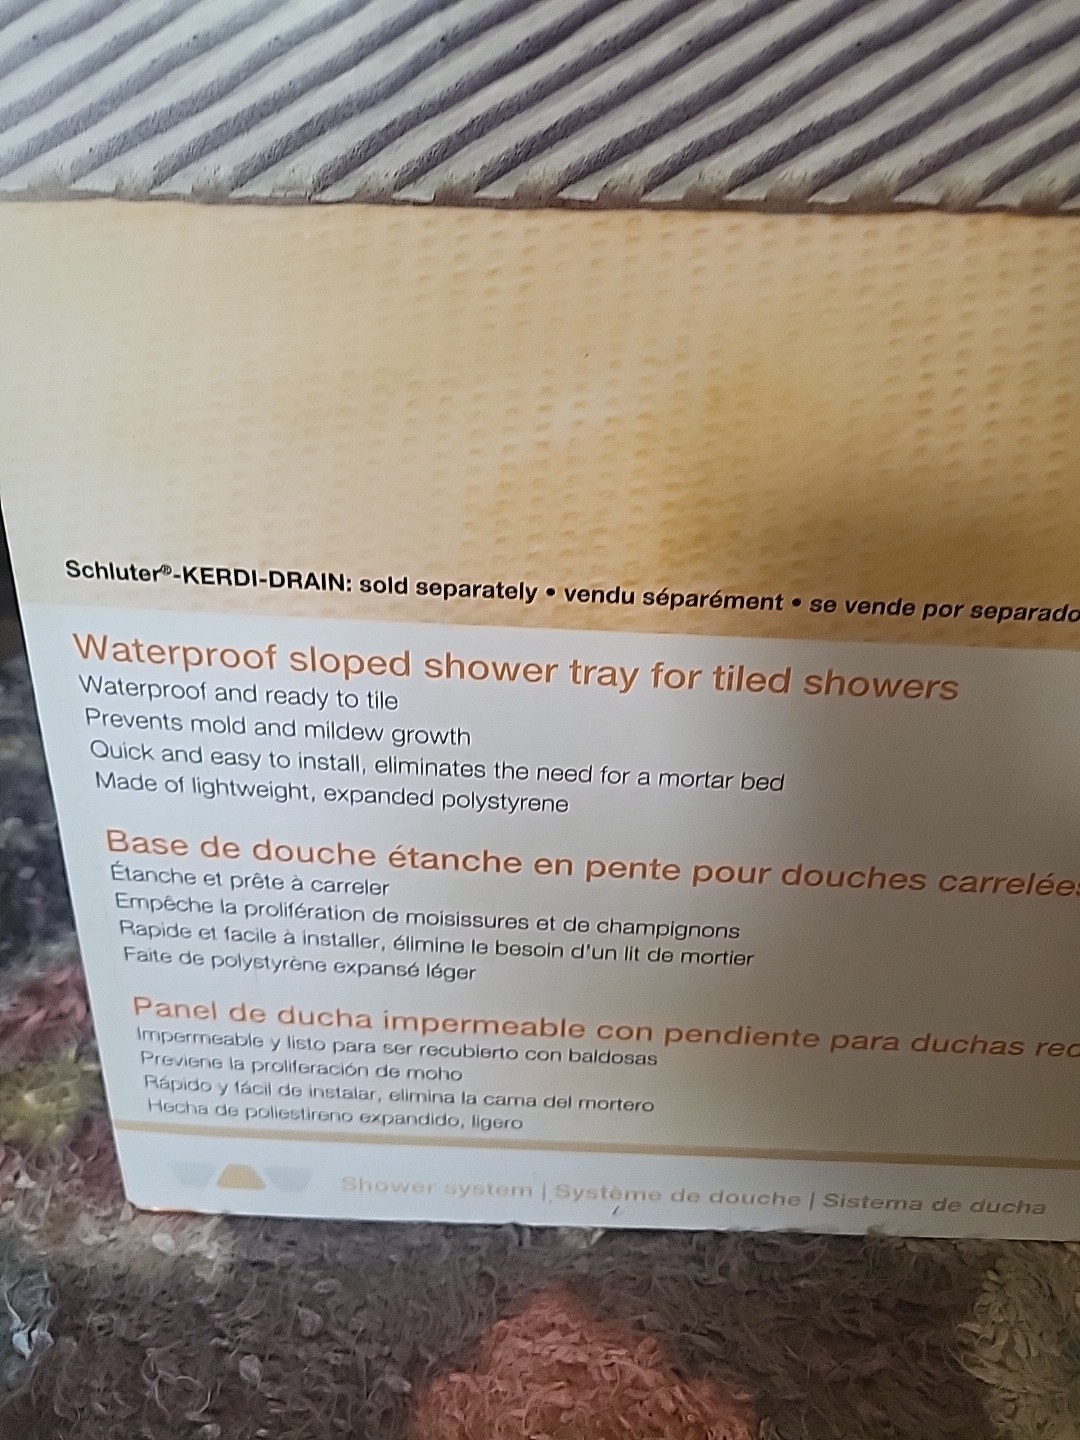 Schluter®-KERDI-DRAIN: sold separately • vendu séparément • se vende por separado
Waterproof sloped shower tray for tiled showers
Waterproof and ready to tile
Prevents mold and mildew growth
Quick and easy to install, eliminates the need for a mortar bed
Made of lightweight, expanded polystyrene
Base de douche étanche en pente pour douches carrelées
Étanche et prête à carreler
Empêche la prolifération de moisissures et de champignons
Rapide et facile à installer, élimine le besoin d'un lit de mortier
Faite de polystyrène expansé léger
Panel de ducha impermeable con pendiente para duchas
Impermeable y listo para ser recubierto con baldosas
Previene la proliferación de moho
Rápido y fácil de instalar, elimina la cama del mortero
Hecha de poliestireno expandido, ligero
Shower system | Système de douche | Sistema de ducha